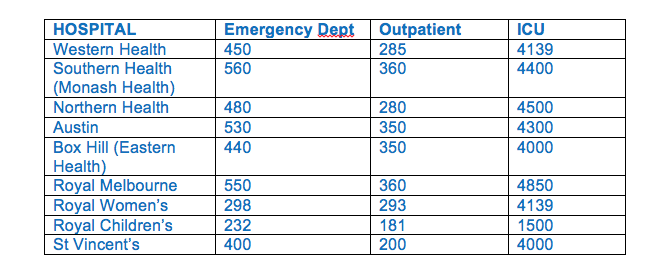 HOSPITAL Emergency Dept Outpatient ICU
Western Health 450 285 4139
Southern Health 560 360 4400
(Monash Health)
Northern Health 480 280 4500
Austin 530 350 4300
Box Hill (Eastern 440 350 4000
Health)
Royal Melbourne 550 360 4850
Royal Women's 298 293 4139
Royal Children's 232 181 1500
St Vincent's 400 200 4000